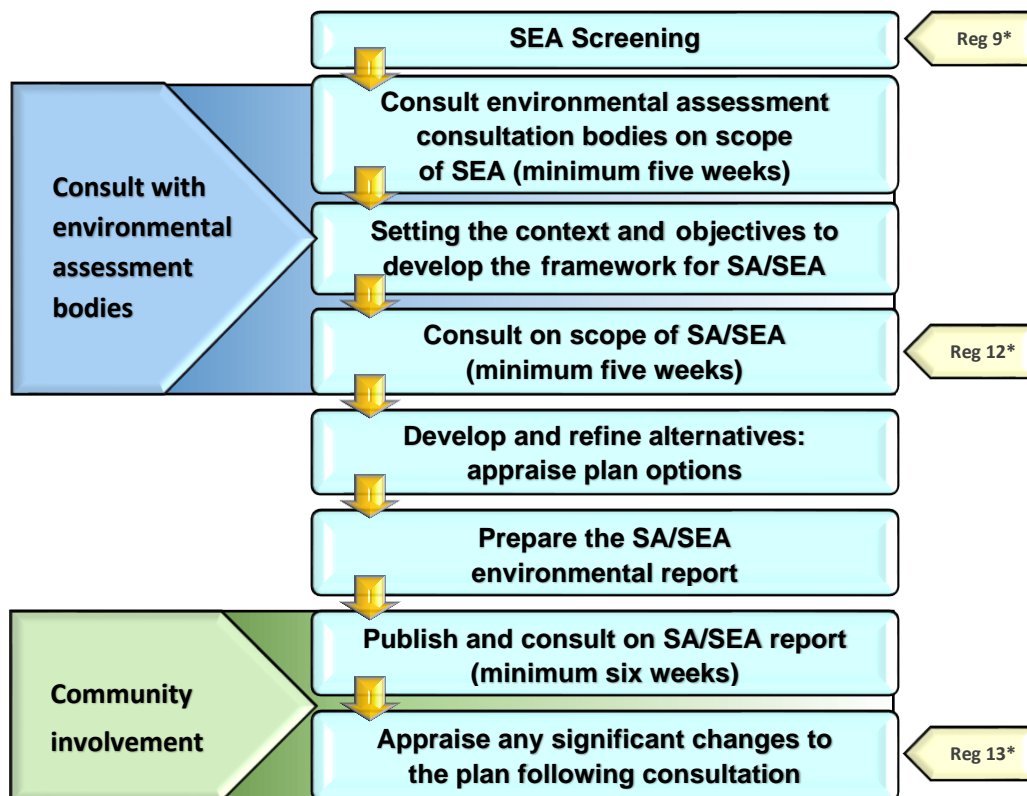 SEA Screening
Reg 9*
Consult environmental assessment
consultation bodies on scope
of SEA (minimum five weeks)
Consult with
environmental
assessment
bodies
Setting the context and objectives to
develop the framework for SA/SEA
Consult on scope of SA/SEA
(minimum five weeks)
Reg 12*
Develop and refine alternatives:
appraise plan options
Prepare the SA/SEA
environmental report
Publish and consult on SA/SEA report
(minimum six weeks)
Community
involvement
Appraise any significant changes to
the plan following consultation
Reg 13*